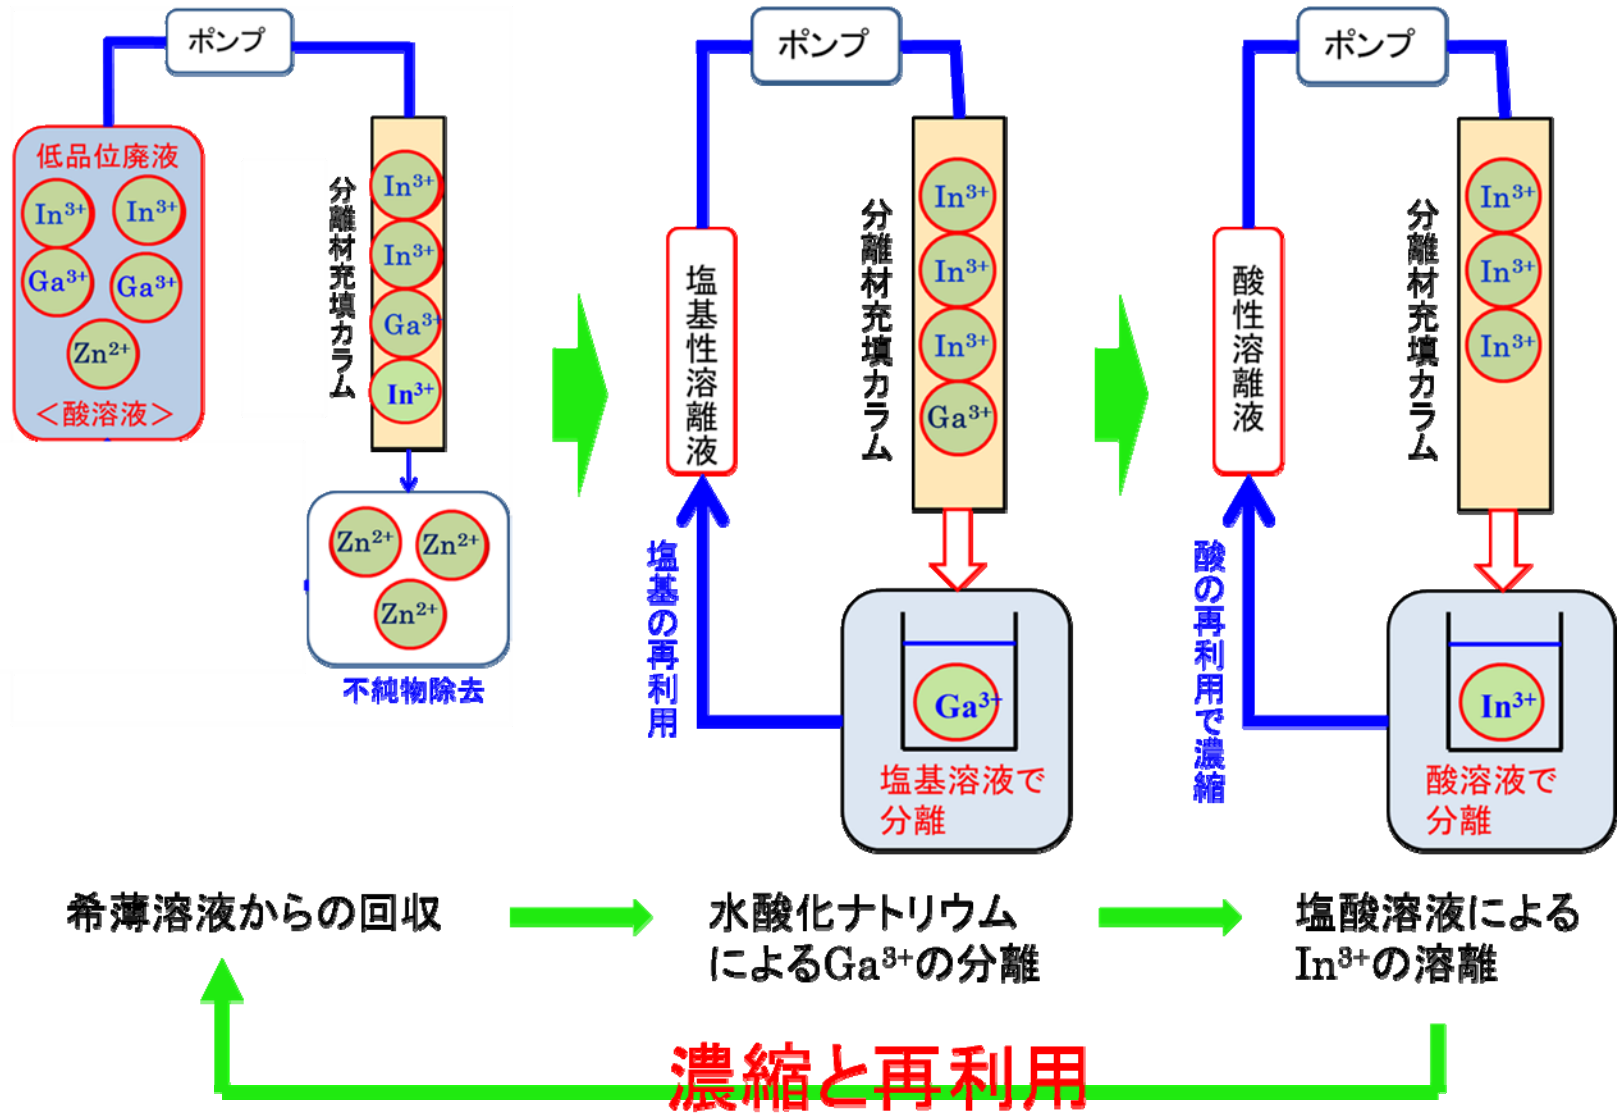 ポンプ
低品位廃液
In³⁺
In³⁺
Ga³⁺
Ga³⁺
Zn²⁺
＜酸溶液＞
分離材充填カラム
In³⁺
In³⁺
Ga³⁺
In³⁺
Zn²⁺
Zn²⁺
Zn²⁺
不純物除去
ポンプ
塩基性溶離液
分離材充填カラム
In³⁺
In³⁺
In³⁺
Ga³⁺
塩基の再利用
Ga³⁺
塩基溶液で
分離
ポンプ
酸性溶離液
分離材充填カラム
In³⁺
In³⁺
In³⁺
酸の再利用で濃縮
In³⁺
酸溶液で
分離
希薄溶液からの回収
水酸化ナトリウム
によるGa³⁺の分離
塩酸溶液による
In³⁺の溶離
濃縮と再利用